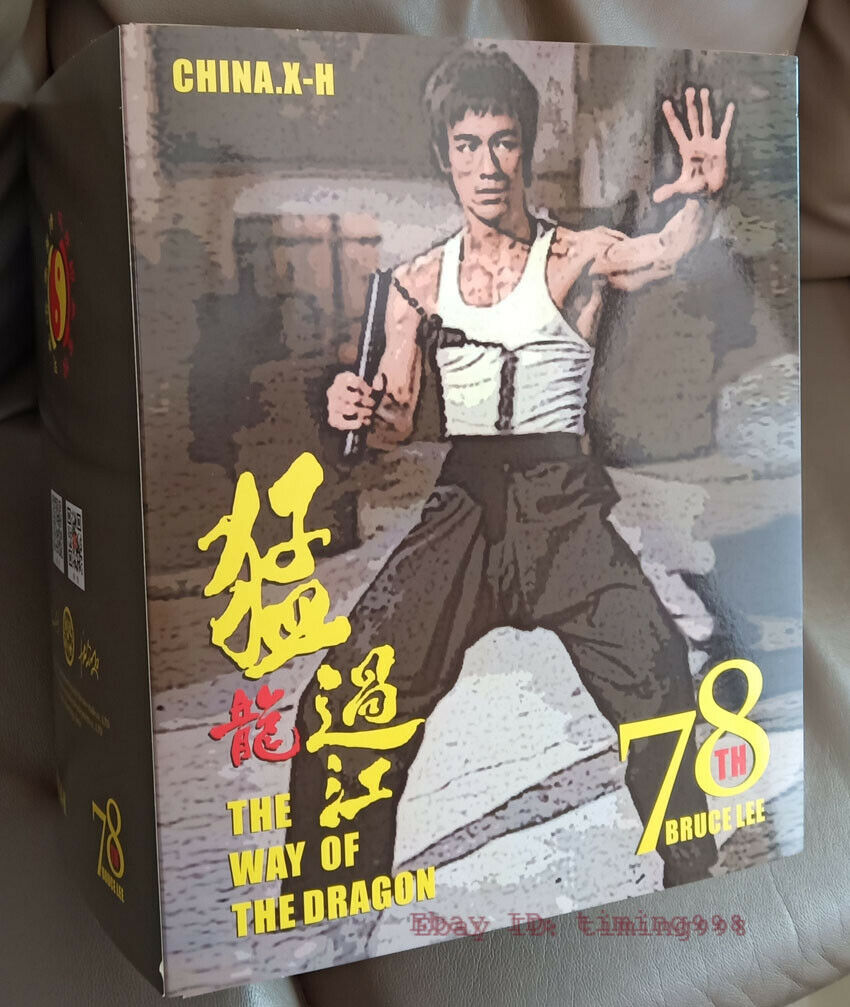 CHINA.X-H
猛
龍
過
江
THE
WAY OF
THE DRAGON
78
TH
BRUCE LEE
78
TH
BRUCE LEE
Ebay ID: timing998